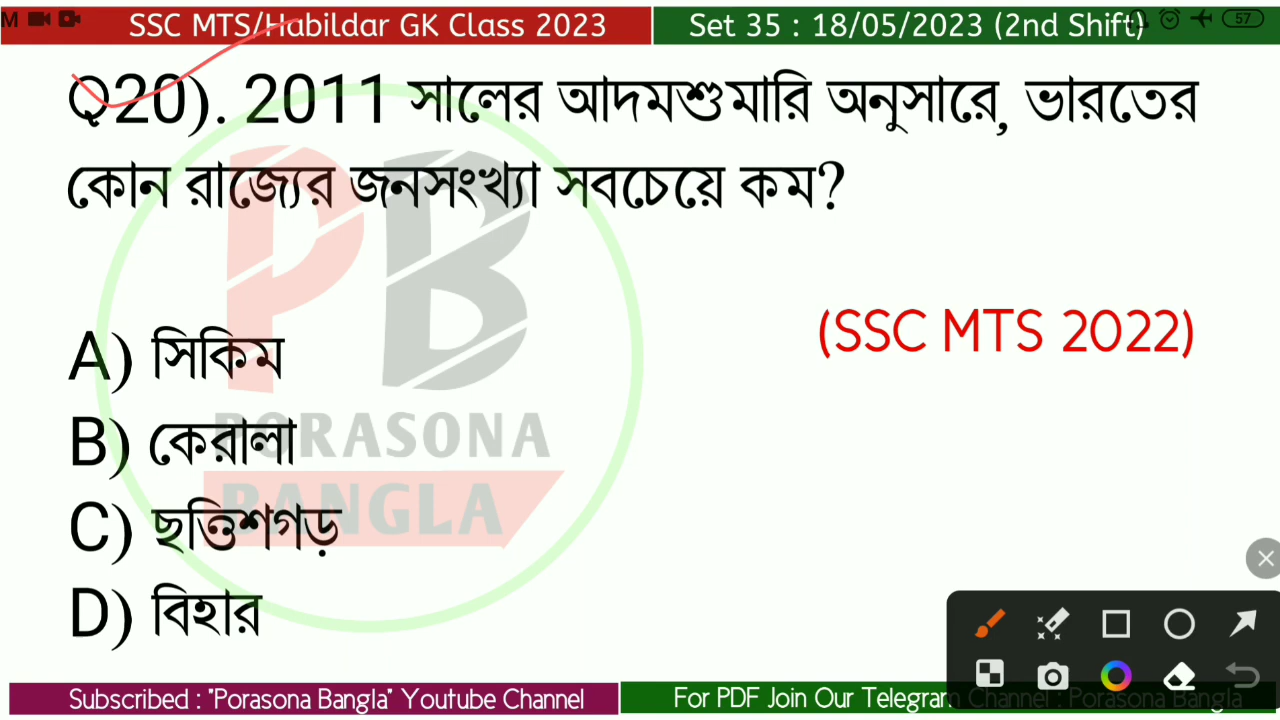 SSC MTS/Habildar GK Class 2023
Set 35 : 18/05/2023 (2nd Shift)
57
Q20). 2011 সালের আদমশুমারি অনুসারে, ভারতের
কোন রাজ্যের জনসংখ্যা সবচেয়ে কম?
(SSC MTS 2022)
A) সিকিম
B) কেরালা
C) ছত্তিশগড়
D) বিহার
PB
PORASONA
BANGLA
Subscribed : "Porasona Bangla" Youtube Channel
For PDF Join Our Telegram Channel : Porasona Bangla